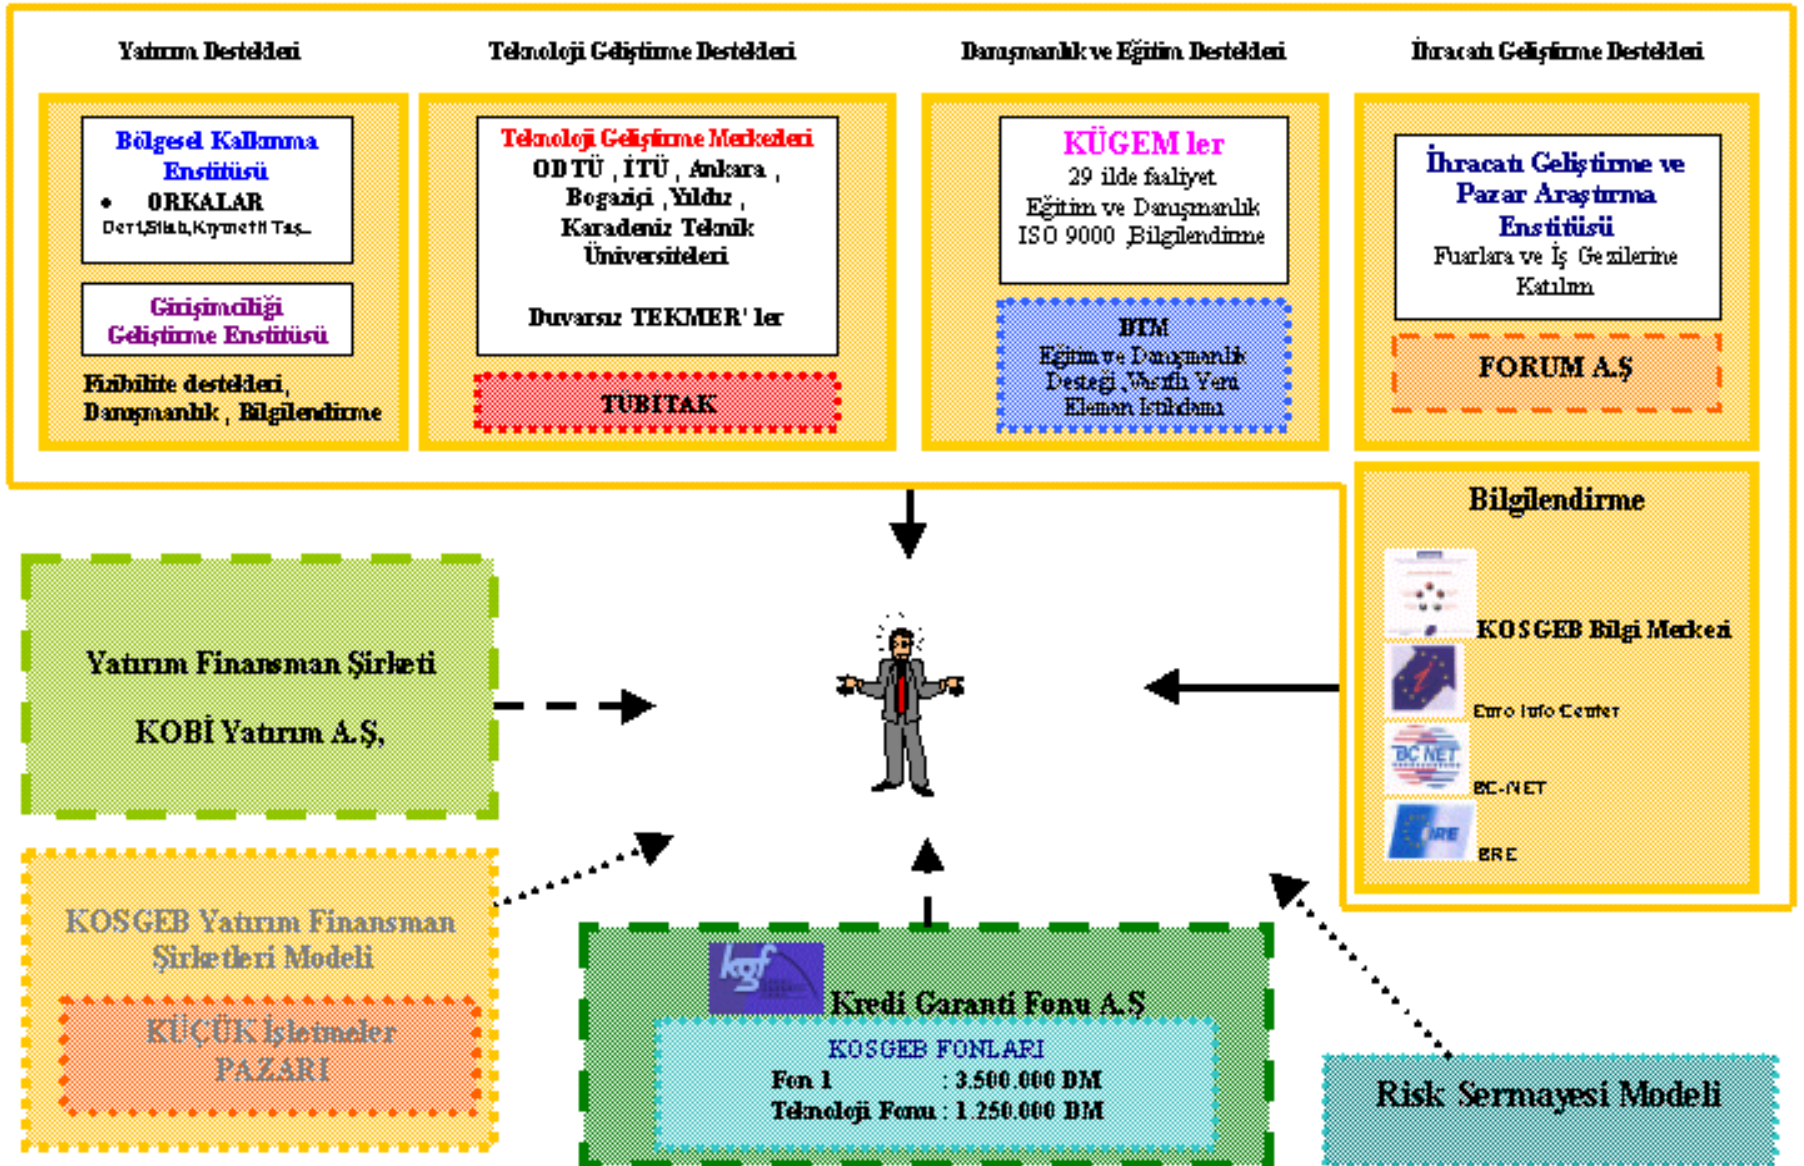 Yatırım Destekleri
Teknoloji Geliştirme Destekleri
Danışmanlık ve Eğitim Destekleri
İhracatı Geliştirme Destekleri
Bölgesel Kalkınma
Enstitüsü
• ORKALAR
Deri,Silah,Kıymetli Taş...
Girişimciliği
Geliştirme Enstitüsü
Fizibilite destekleri,
Danışmanlık , Bilgilendirme
Teknoloji Geliştirme Merkezleri
ODTÜ , İTÜ , Ankara ,
Bogaziçi ,Yıldız ,
Karadeniz Teknik
Üniversiteleri
Duvarsız TEKMER' ler
TÜBITAK
KÜGEM ler
29 ilde faaliyet
Eğitim ve Danışmanlık
ISO 9000 ,Bilgilendirme
BTM
Eğitim ve Danışmanlık
Desteği ,Vasıflı Yeni
Eleman İstihdamı
İhracatı Geliştirme ve
Pazar Araştırma
Enstitüsü
Fuarlara ve İş Gezilerine
Katılım
FORUM A.Ş
Bilgilendirme
KOSGEB Bilgi Merkezi
Euro Info Center
BC NET
BC-NET
IRE
Yatırım Finansman Şirketi
KOBİ Yatırım A.Ş,
KOSGEB Yatırım Finansman
Şirketleri Modeli
KÜÇÜK İşletmeler
PAZARI
kgf
Kredi Garanti Fonu A.Ş
KOSGEB FONLARI
Fon 1 : 3.500.000 DM
Teknoloji Fonu : 1.250.000 DM
Risk Sermayesi Modeli